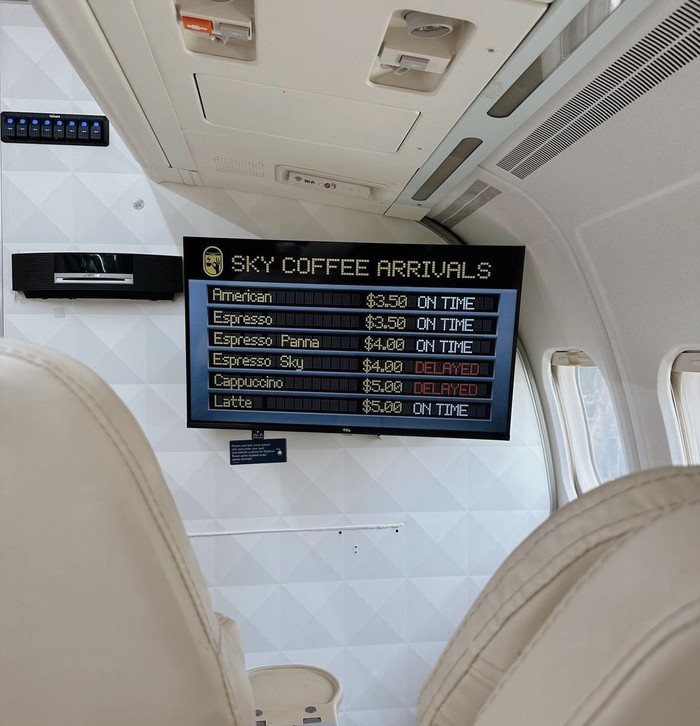 SKY COFFEE ARRIVALS
American $3.50 ON TIME
Espresso $3.50 ON TIME
Espresso Panna $4.00 ON TIME
Espresso Sky $4.00 DELAYED
Cappuccino $5.00 DELAYED
Latte $5.00 ON TIME
TCL